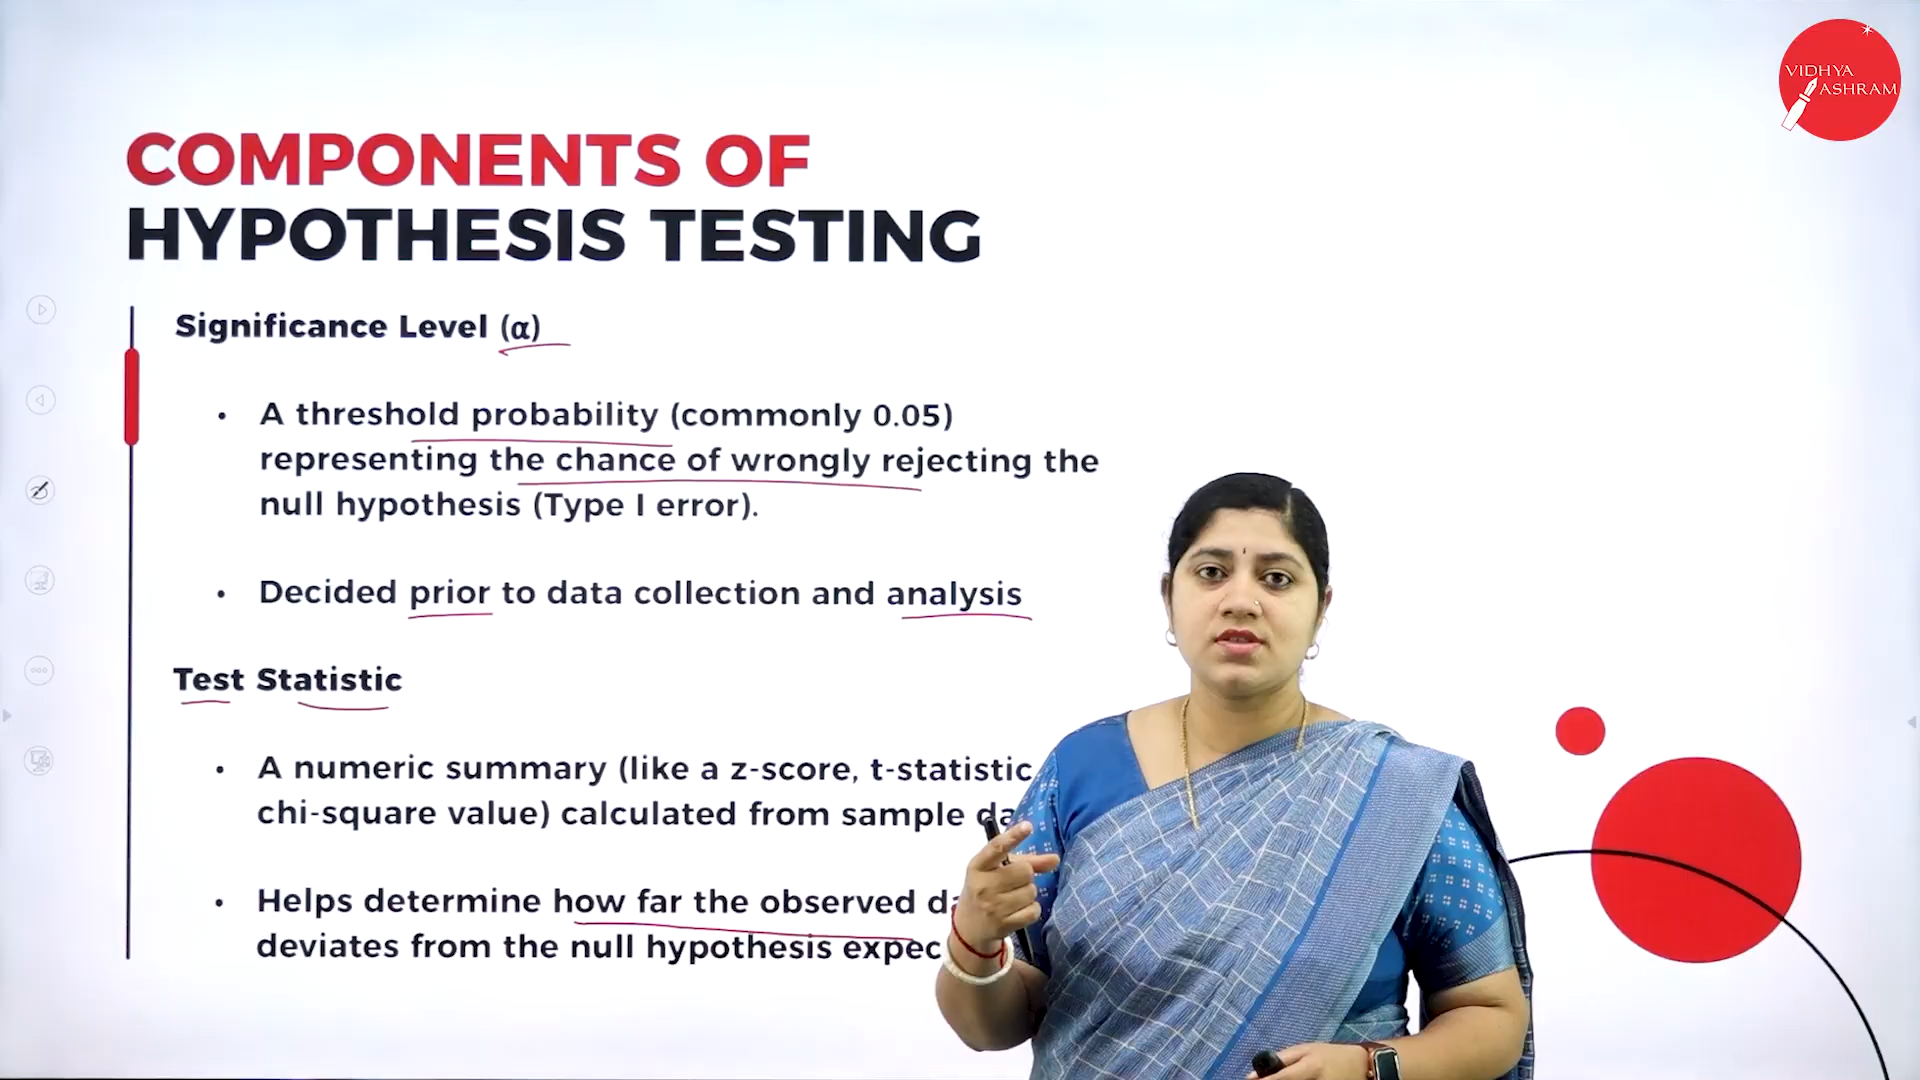 VIDHYA
ASHRAM
COMPONENTS OF
HYPOTHESIS TESTING
Significance Level (α)
• A threshold probability (commonly 0.05)
representing the chance of wrongly rejecting the
null hypothesis (Type I error).
• Decided prior to data collection and analysis
Test Statistic
• A numeric summary (like a z-score, t-statistic
chi-square value) calculated from sample da
• Helps determine how far the observed da
deviates from the null hypothesis expec